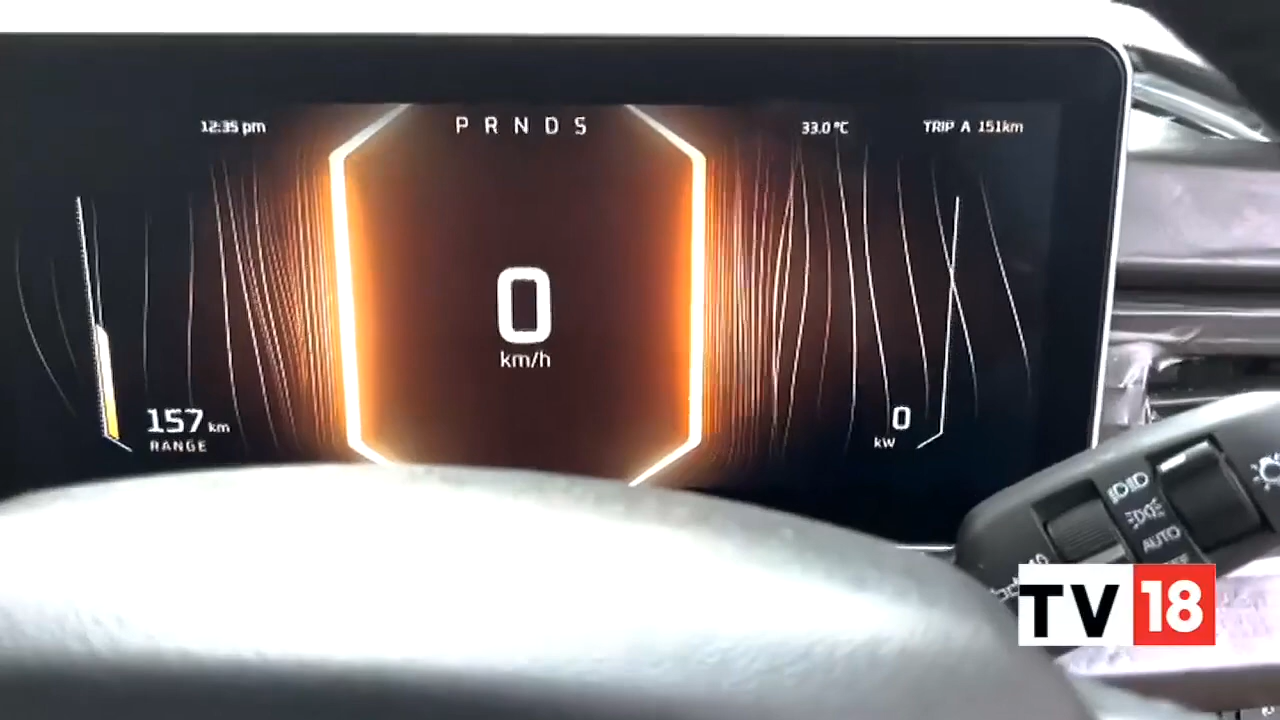 12:35 pm
P R N D S
33.0 °C
TRIP A 151km
0
km/h
157 km
RANGE
0
kW
AUTO
TV18